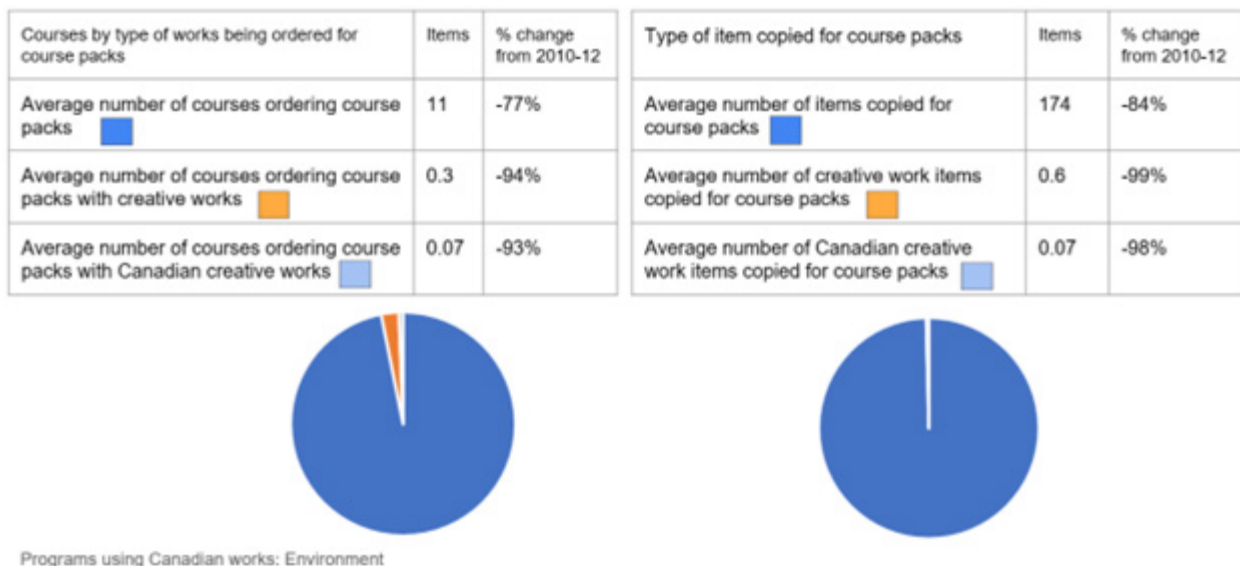 Courses by type of works being ordered for
course packs
Items
% change
from 2010-12
Average number of courses ordering course
packs
11
-77%
Average number of courses ordering course
packs with creative works
0.3
-94%
Average number of courses ordering course
packs with Canadian creative works
0.07
-93%
Type of item copied for course packs
Items
% change
from 2010-12
Average number of items copied for
course packs
174
-84%
Average number of creative work items
copied for course packs
0.6
-99%
Average number of Canadian creative
work items copied for course packs
0.07
-98%
Programs using Canadian works: Environment